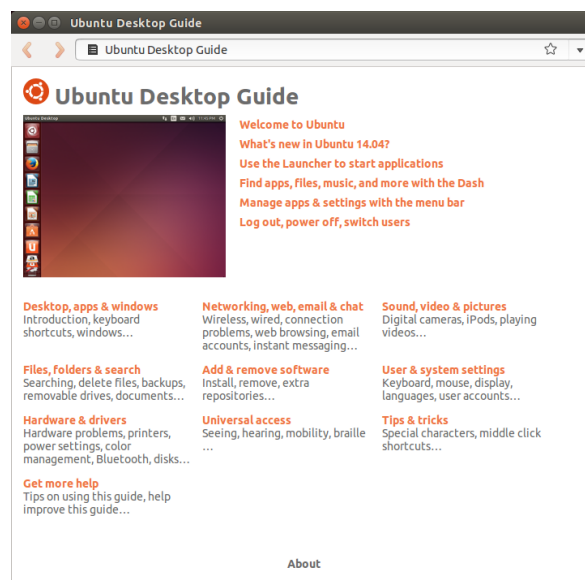 Ubuntu Desktop Guide
Ubuntu Desktop Guide
Ubuntu Desktop Guide
Ubuntu Desktop
Welcome to Ubuntu
What's new in Ubuntu 14.04?
Use the Launcher to start applications
Find apps, files, music, and more with the Dash
Manage apps & settings with the menu bar
Log out, power off, switch users
Desktop, apps & windows
Introduction, keyboard
shortcuts, windows…
Networking, web, email & chat
Wireless, wired, connection
problems, web browsing, email
accounts, instant messaging…
Sound, video & pictures
Digital cameras, iPods, playing
videos…
Files, folders & search
Searching, delete files, backups,
removable drives, documents…
Add & remove software
Install, remove, extra
repositories…
User & system settings
Keyboard, mouse, display,
languages, user accounts…
Hardware & drivers
Hardware problems, printers,
power settings, color
management, Bluetooth, disks…
Universal access
Seeing, hearing, mobility, braille
…
Tips & tricks
Special characters, middle click
shortcuts…
Get more help
Tips on using this guide, help
improve this guide…
About